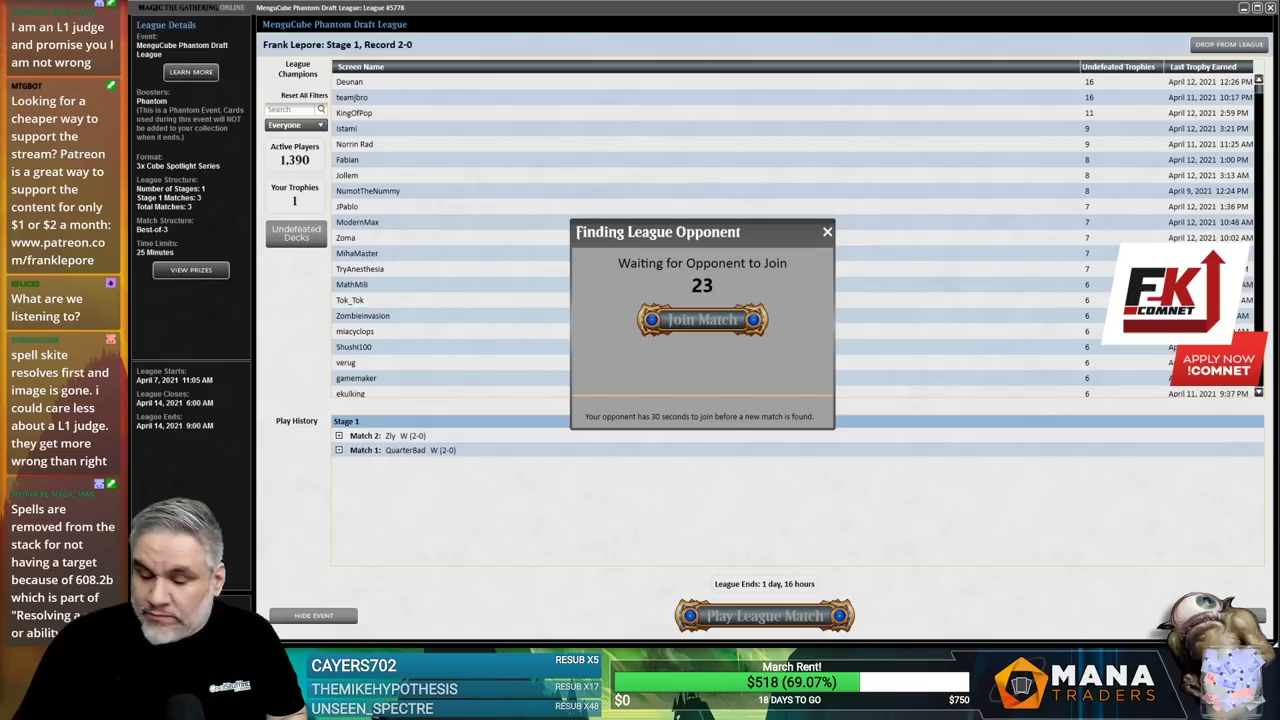 I am an L1 judge
and promise you I
am not wrong
MTGBOT
Looking for a
cheaper way to
support the
stream? Patreon
is a great way to
support the
content for only
$1 or $2 a month:
www.patreon.co
m/franklepore
KFLICKS
What are we
listening to?
spell skite
resolves first and
image is gone. i
could care less
about a L1 judge.
they get more
wrong than right
MEDIOCRE MAGIC MAN
Spells are
removed from the
stack for not
having a target
because of 608.2b
which is part of
"Resolving a
or ability
MAGIC THE GATHERING ONLINE
MenguCube Phantom Draft League: League #5778
League Details
Event:
MenguCube Phantom Draft
League
LEARN MORE
Boosters:
Phantom
(This is a Phantom Event. Cards
used during this event will NOT
be added to your collection
when it ends.)
Format:
3x Cube Spotlight Series
League Structure:
Number of Stages: 1
Stage 1 Matches: 3
Total Matches: 3
Match Structure:
Best-of-3
Time Limits:
25 Minutes
VIEW PRIZES
League Starts:
April 7, 2021 11:05 AM
League Closes:
April 14, 2021 6:00 AM
League Ends:
April 14, 2021 9:00 AM
MenguCube Phantom Draft League
Frank Lepore: Stage 1, Record 2-0
DROP FROM LEAGUE
League
Champions
Reset All Filters
Search
Everyone
Active Players
1,390
Your Trophies
1
Undefeated
Decks
Screen Name Undefeated Trophies Last Trophy Earned
Deunan 16 April 12, 2021 12:26 PM
teamjbro 16 April 11, 2021 10:17 PM
KingOfPop 11 April 12, 2021 2:59 PM
Istami 9 April 12, 2021 3:21 PM
Norrin Rad 9 April 11, 2021 11:25 AM
Fabian 8 April 12, 2021 1:00 PM
Jollem 8 April 12, 2021 3:13 AM
NumotTheNummy 8 April 9, 2021 12:24 PM
JPablo 7 April 12, 2021 1:36 PM
ModernMax 7 April 12, 2021 10:48 AM
Zoma 7 April 12, 2021 10:02 AM
MihaMaster 7
TryAnesthesia 7
MathMili 6
Tok_Tok 6
Zombieinvasion 6
miacyclops 6
Shushi100 6
verug 6
gamemaker 6
ekulking 6 April 11, 2021 9:37 PM
Finding League Opponent
Waiting for Opponent to Join
23
Join Match
Your opponent has 30 seconds to join before a new match is found.
COMNET
APPLY NOW
!COMNET
Play History
Stage 1
Match 2: Zly W (2-0)
Match 1: QuarterBad W (2-0)
League Ends: 1 day, 16 hours
HIDE EVENT
Play League Match
CoolStuffInc
CAYERS702 RESUB X5
THEMIKEHYPOTHESIS RESUB X17
UNSEEN_SPECTRE RESUB X48
March Rent!
$518 (69.07%)
$0 18 DAYS TO GO $750
MANA
TRADERS